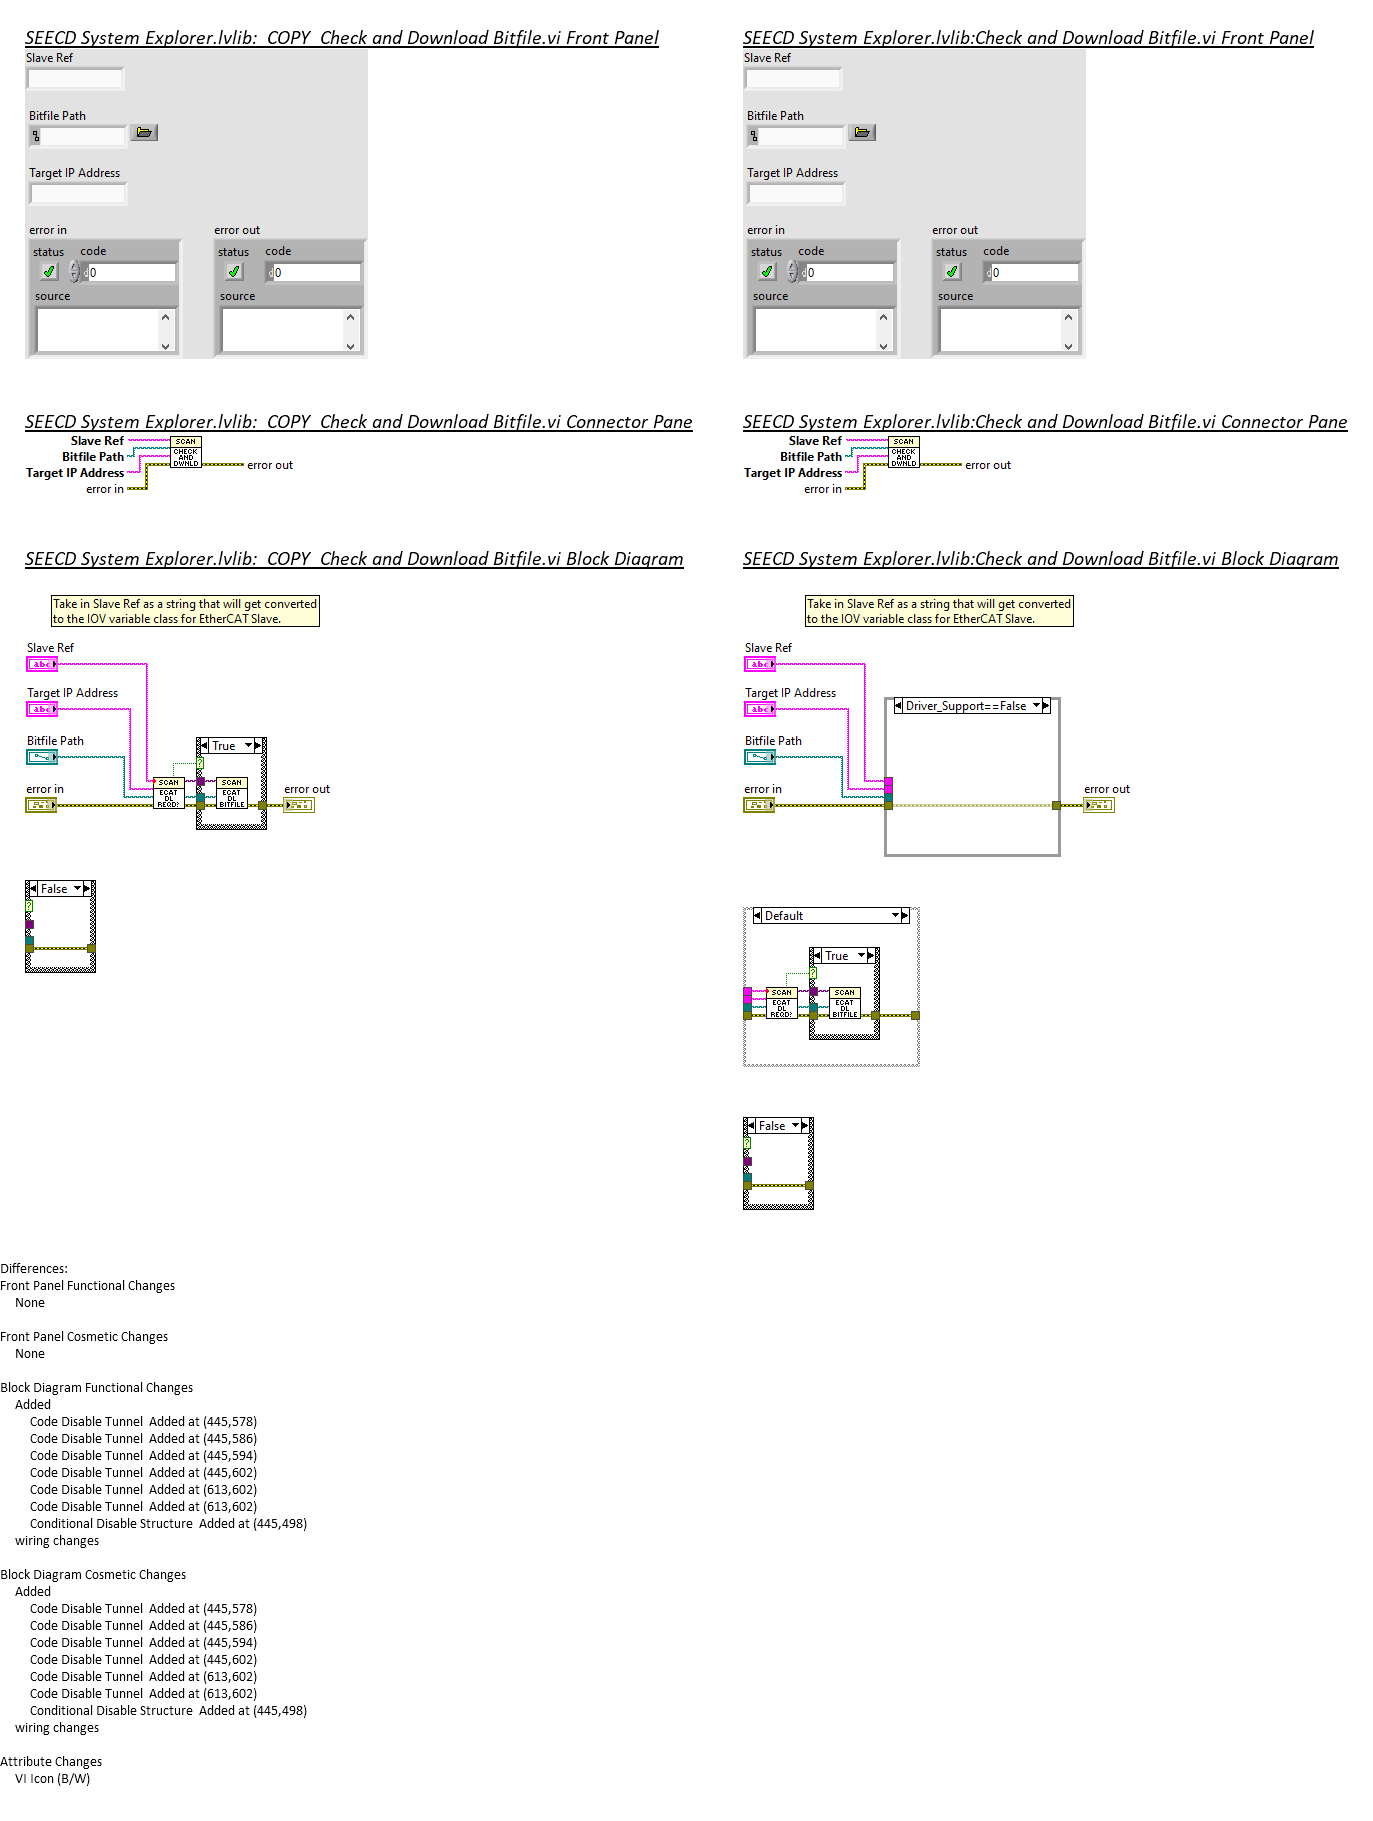 SEECD System Explorer.lvlib:_COPY_Check and Download Bitfile.vi Front Panel
Slave Ref
Bitfile Path
Target IP Address
error in
error out
status
code
status
code
0
0
source
source
SEECD System Explorer.lvlib:Check and Download Bitfile.vi Front Panel
Slave Ref
Bitfile Path
Target IP Address
error in
error out
status
code
status
code
0
0
source
source
SEECD System Explorer.lvlib:_COPY_Check and Download Bitfile.vi Connector Pane
Slave Ref
Bitfile Path
Target IP Address
error in
SCAN
CHECK
AND
DWNLD
error out
SEECD System Explorer.lvlib:Check and Download Bitfile.vi Connector Pane
Slave Ref
Bitfile Path
Target IP Address
error in
SCAN
CHECK
AND
DWNLD
error out
SEECD System Explorer.lvlib:_COPY_Check and Download Bitfile.vi Block Diagram
Take in Slave Ref as a string that will get converted
to the IOV variable class for EtherCAT Slave.
Slave Ref
abc
Target IP Address
abc
Bitfile Path
True
?
error in
SCAN
ECAT
DL
REQD?
SCAN
ECAT
DL
BITFILE
error out
False
?
SEECD System Explorer.lvlib:Check and Download Bitfile.vi Block Diagram
Take in Slave Ref as a string that will get converted
to the IOV variable class for EtherCAT Slave.
Slave Ref
abc
Target IP Address
abc
Driver_Support==False
Bitfile Path
error in
error out
Default
True
?
SCAN
ECAT
DL
REQD?
SCAN
ECAT
DL
BITFILE
False
?
Differences:
Front Panel Functional Changes
None
Front Panel Cosmetic Changes
None
Block Diagram Functional Changes
Added
Code Disable Tunnel  Added at (445,578)
Code Disable Tunnel  Added at (445,586)
Code Disable Tunnel  Added at (445,594)
Code Disable Tunnel  Added at (445,602)
Code Disable Tunnel  Added at (613,602)
Code Disable Tunnel  Added at (613,602)
Conditional Disable Structure  Added at (445,498)
wiring changes
Block Diagram Cosmetic Changes
Added
Code Disable Tunnel  Added at (445,578)
Code Disable Tunnel  Added at (445,586)
Code Disable Tunnel  Added at (445,594)
Code Disable Tunnel  Added at (445,602)
Code Disable Tunnel  Added at (613,602)
Code Disable Tunnel  Added at (613,602)
Conditional Disable Structure  Added at (445,498)
wiring changes
Attribute Changes
VI Icon (B/W)